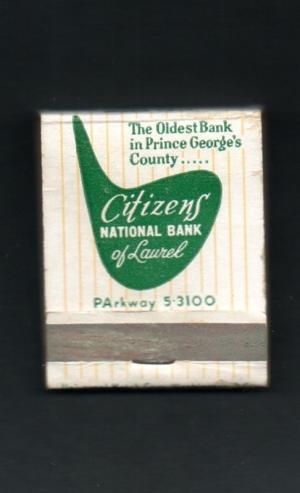 The Oldest Bank
in Prince George's
County.....
Citizens
NATIONAL BANK
of Laurel
PArkway 5-3100